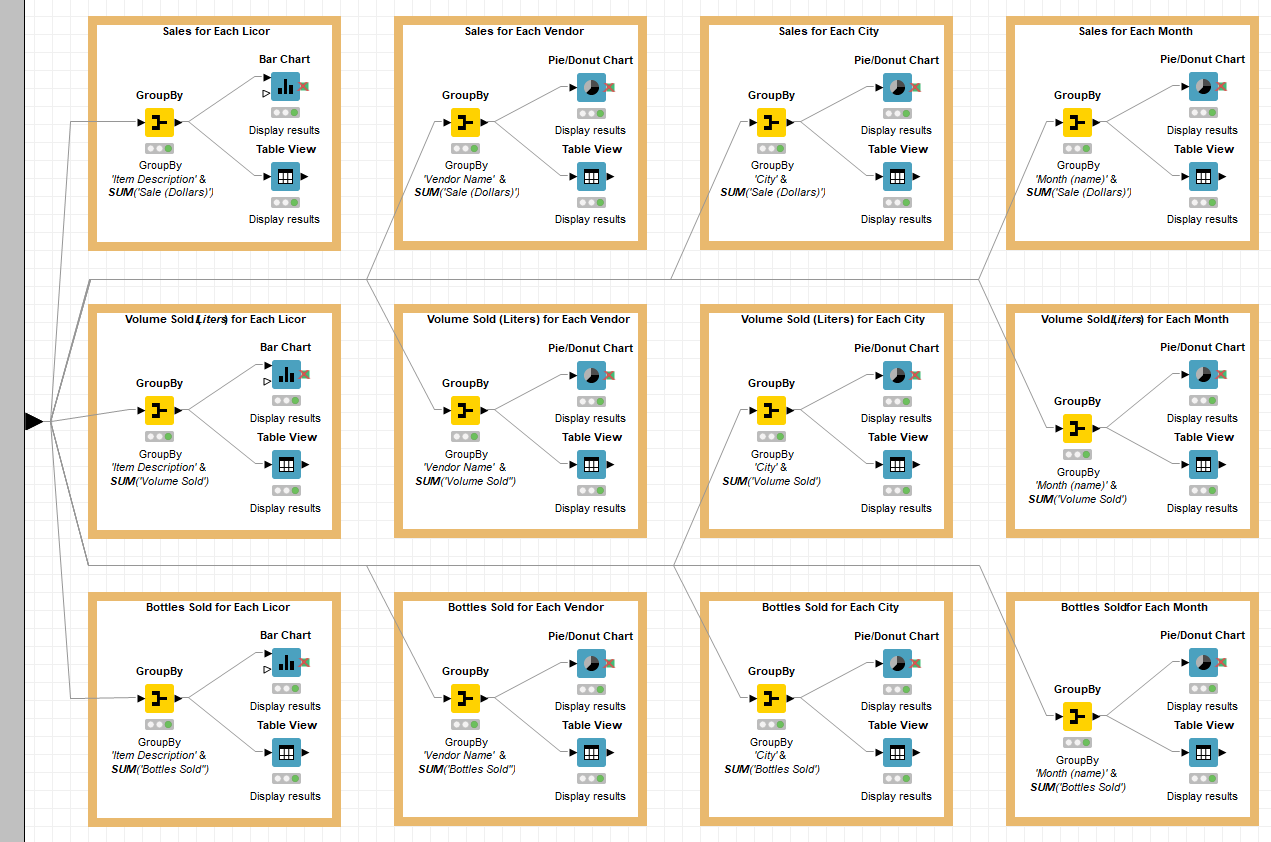 Sales for Each Licor
Bar Chart
GroupBy
Display results
GroupBy
Table View
'Item Description' &
SUM('Sale (Dollars)')
Display results
Sales for Each Vendor
Pie/Donut Chart
GroupBy
Display results
Table View
GroupBy
'Vendor Name' &
SUM('Sale (Dollars)')
Display results
Sales for Each City
Pie/Donut Chart
GroupBy
Display results
Table View
GroupBy
'City' &
SUM('Sale (Dollars)')
Display results
Sales for Each Month
Pie/Donut Chart
GroupBy
Display results
Table View
GroupBy
'Month (name)' &
SUM('Sale (Dollars)')
Display results
Volume Sold (Liters) for Each Licor
Bar Chart
GroupBy
Display results
Table View
GroupBy
'Item Description' &
SUM('Volume Sold')
Display results
Volume Sold (Liters) for Each Vendor
Pie/Donut Chart
GroupBy
Display results
Table View
GroupBy
'Vendor Name' &
SUM('Volume Sold")
Display results
Volume Sold (Liters) for Each City
Pie/Donut Chart
GroupBy
Display results
Table View
GroupBy
'City' &
SUM('Volume Sold')
Display results
Volume Sold(Liters) for Each Month
Pie/Donut Chart
GroupBy
Display results
Table View
GroupBy
'Month (name)' &
SUM('Volume Sold')
Display results
Bottles Sold for Each Licor
Bar Chart
GroupBy
Display results
Table View
GroupBy
'Item Description' &
SUM('Bottles Sold")
Display results
Bottles Sold for Each Vendor
Pie/Donut Chart
GroupBy
Display results
Table View
GroupBy
'Vendor Name' &
SUM('Bottles Sold")
Display results
Bottles Sold for Each City
Pie/Donut Chart
GroupBy
Display results
Table View
GroupBy
'City' &
SUM('Bottles Sold')
Display results
Bottles Soldfor Each Month
Pie/Donut Chart
GroupBy
Display results
Table View
GroupBy
'Month (name)' &
SUM('Bottles Sold')
Display results